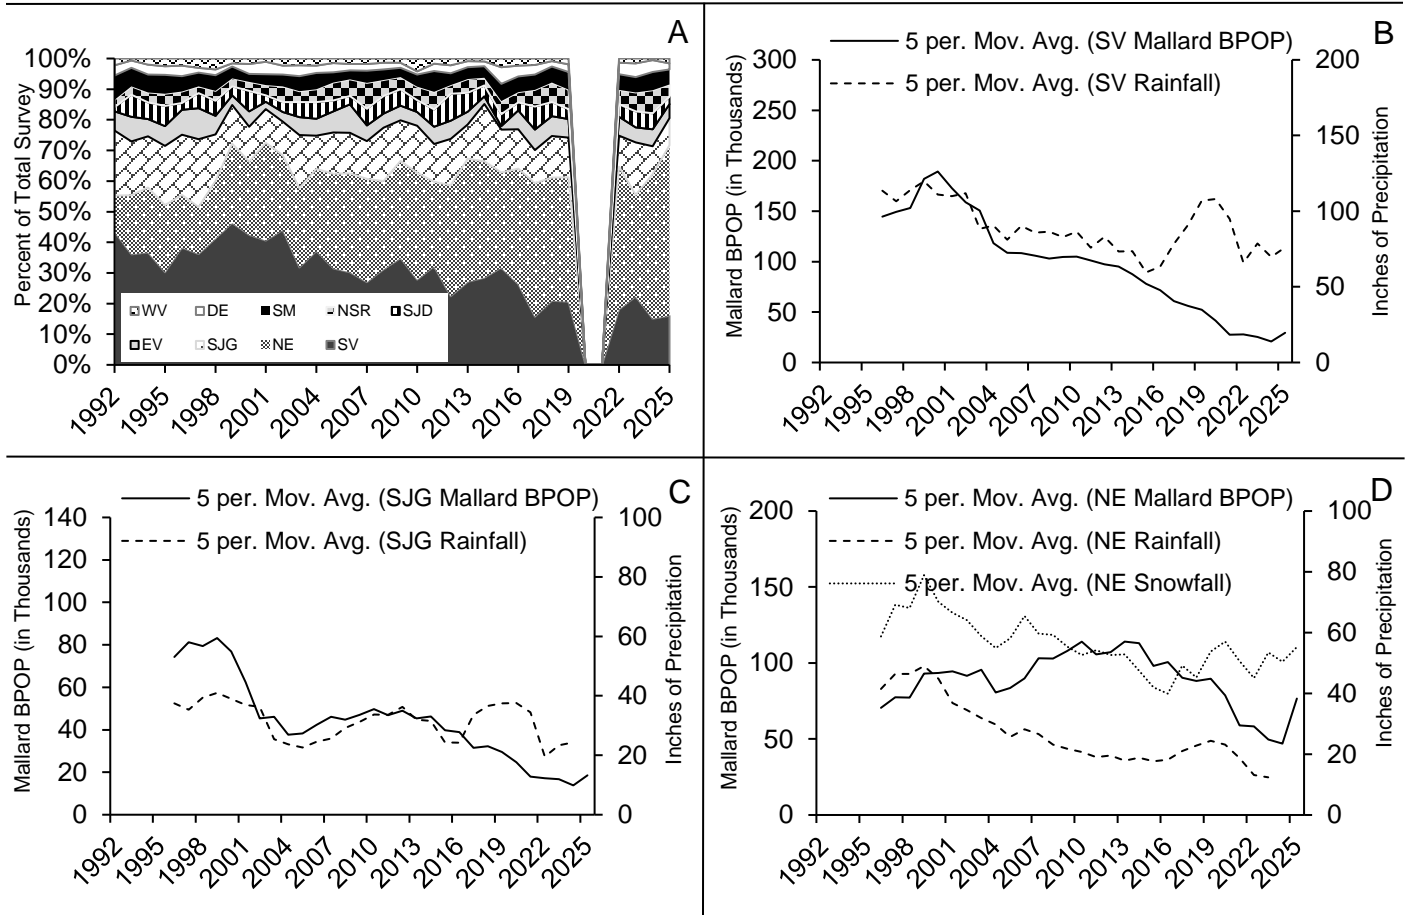 A
100%
90%
80%
70%
60%
50%
40%
30%
20%
10%
0%
Percent of Total Survey
WV DE SM NSR SJD
EV SJG NE SV
1992 1995 1998 2001 2004 2007 2010 2013 2016 2019 2022 2025
B
5 per. Mov. Avg. (SV Mallard BPOP)
5 per. Mov. Avg. (SV Rainfall)
300
250
200
150
100
50
0
Mallard BPOP (in Thousands)
200
150
100
50
0
Inches of Precipitation
1992 1995 1998 2001 2004 2007 2010 2013 2016 2019 2022 2025
C
5 per. Mov. Avg. (SJG Mallard BPOP)
5 per. Mov. Avg. (SJG Rainfall)
140
120
100
80
60
40
20
0
Mallard BPOP (in Thousands)
100
80
60
40
20
0
Inches of Precipitation
1992 1995 1998 2001 2004 2007 2010 2013 2016 2019 2022 2025
D
5 per. Mov. Avg. (NE Mallard BPOP)
5 per. Mov. Avg. (NE Rainfall)
5 per. Mov. Avg. (NE Snowfall)
200
150
100
50
0
Mallard BPOP (in Thousands)
100
80
60
40
20
0
Inches of Precipitation
1992 1995 1998 2001 2004 2007 2010 2013 2016 2019 2022 2025